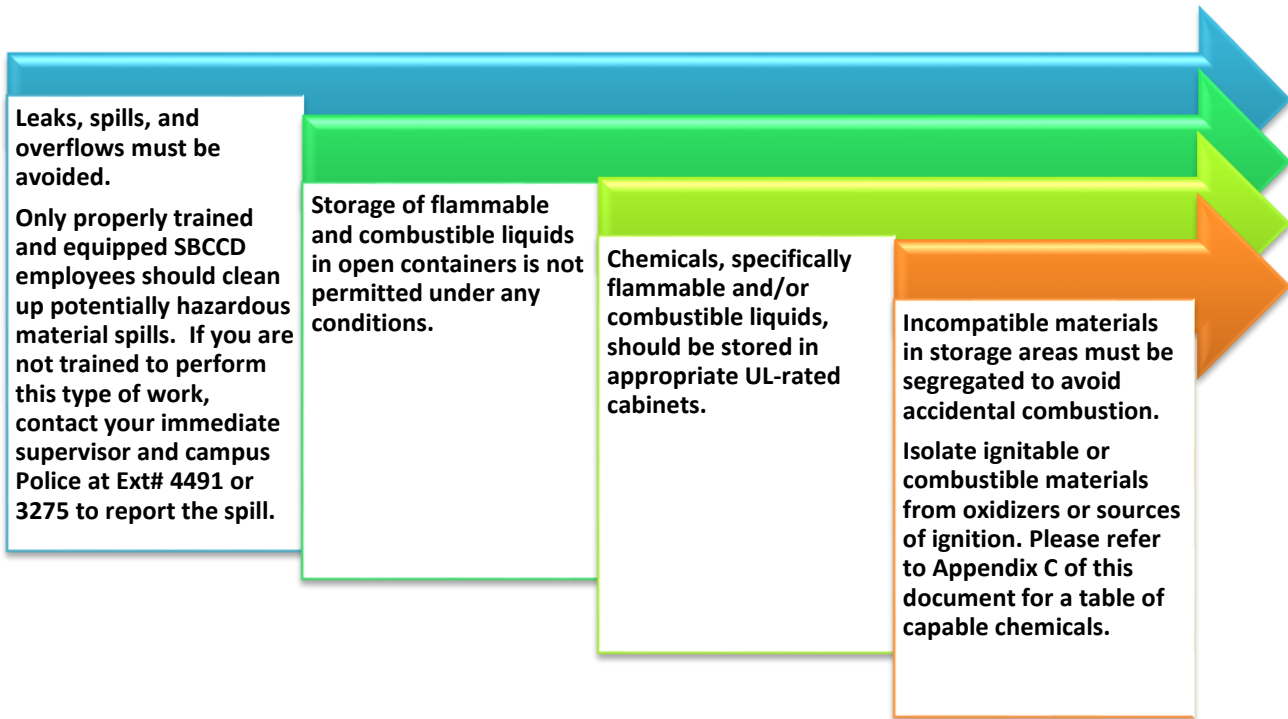 Leaks, spills, and
overflows must be
avoided.
Only properly trained
and equipped SBCCD
employees should clean
up potentially hazardous
material spills.  If you are
not trained to perform
this type of work,
contact your immediate
supervisor and campus
Police at Ext# 4491 or
3275 to report the spill.
Storage of flammable
and combustible liquids
in open containers is not
permitted under any
conditions.
Chemicals, specifically
flammable and/or
combustible liquids,
should be stored in
appropriate UL-rated
cabinets.
Incompatible materials
in storage areas must be
segregated to avoid
accidental combustion.
Isolate ignitable or
combustible materials
from oxidizers or sources
of ignition. Please refer
to Appendix C of this
document for a table of
capable chemicals.